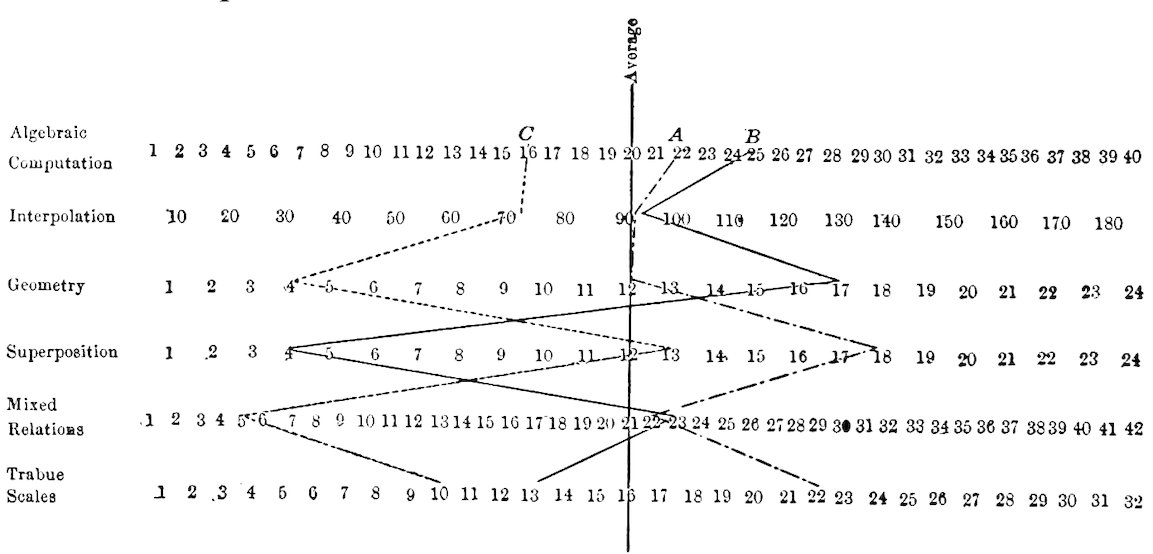 Average
C A B
Algebraic
Computation 1 2 3 4 5 6 7 8 9 10 11 12 13 14 15 16 17 18 19 20 21 22 23 24 25 26 27 28 29 30 31 32 33 34 35 36 37 38 39 40
Interpolation 10 20 30 40 50 60 70 80 90 100 110 120 130 140 150 160 170 180
Geometry 1 2 3 4 5 6 7 8 9 10 11 12 13 14 15 16 17 18 19 20 21 22 23 24
Superposition 1 2 3 4 5 6 7 8 9 10 11 12 13 14 15 16 17 18 19 20 21 22 23 24
Mixed
Relations 1 2 3 4 5 6 7 8 9 10 11 12 13 14 15 16 17 18 19 20 21 22 23 24 25 26 27 28 29 30 31 32 33 34 35 36 37 38 39 40 41 42
Trabue
Scales 1 2 3 4 5 6 7 8 9 10 11 12 13 14 15 16 17 18 19 20 21 22 23 24 25 26 27 28 29 30 31 32